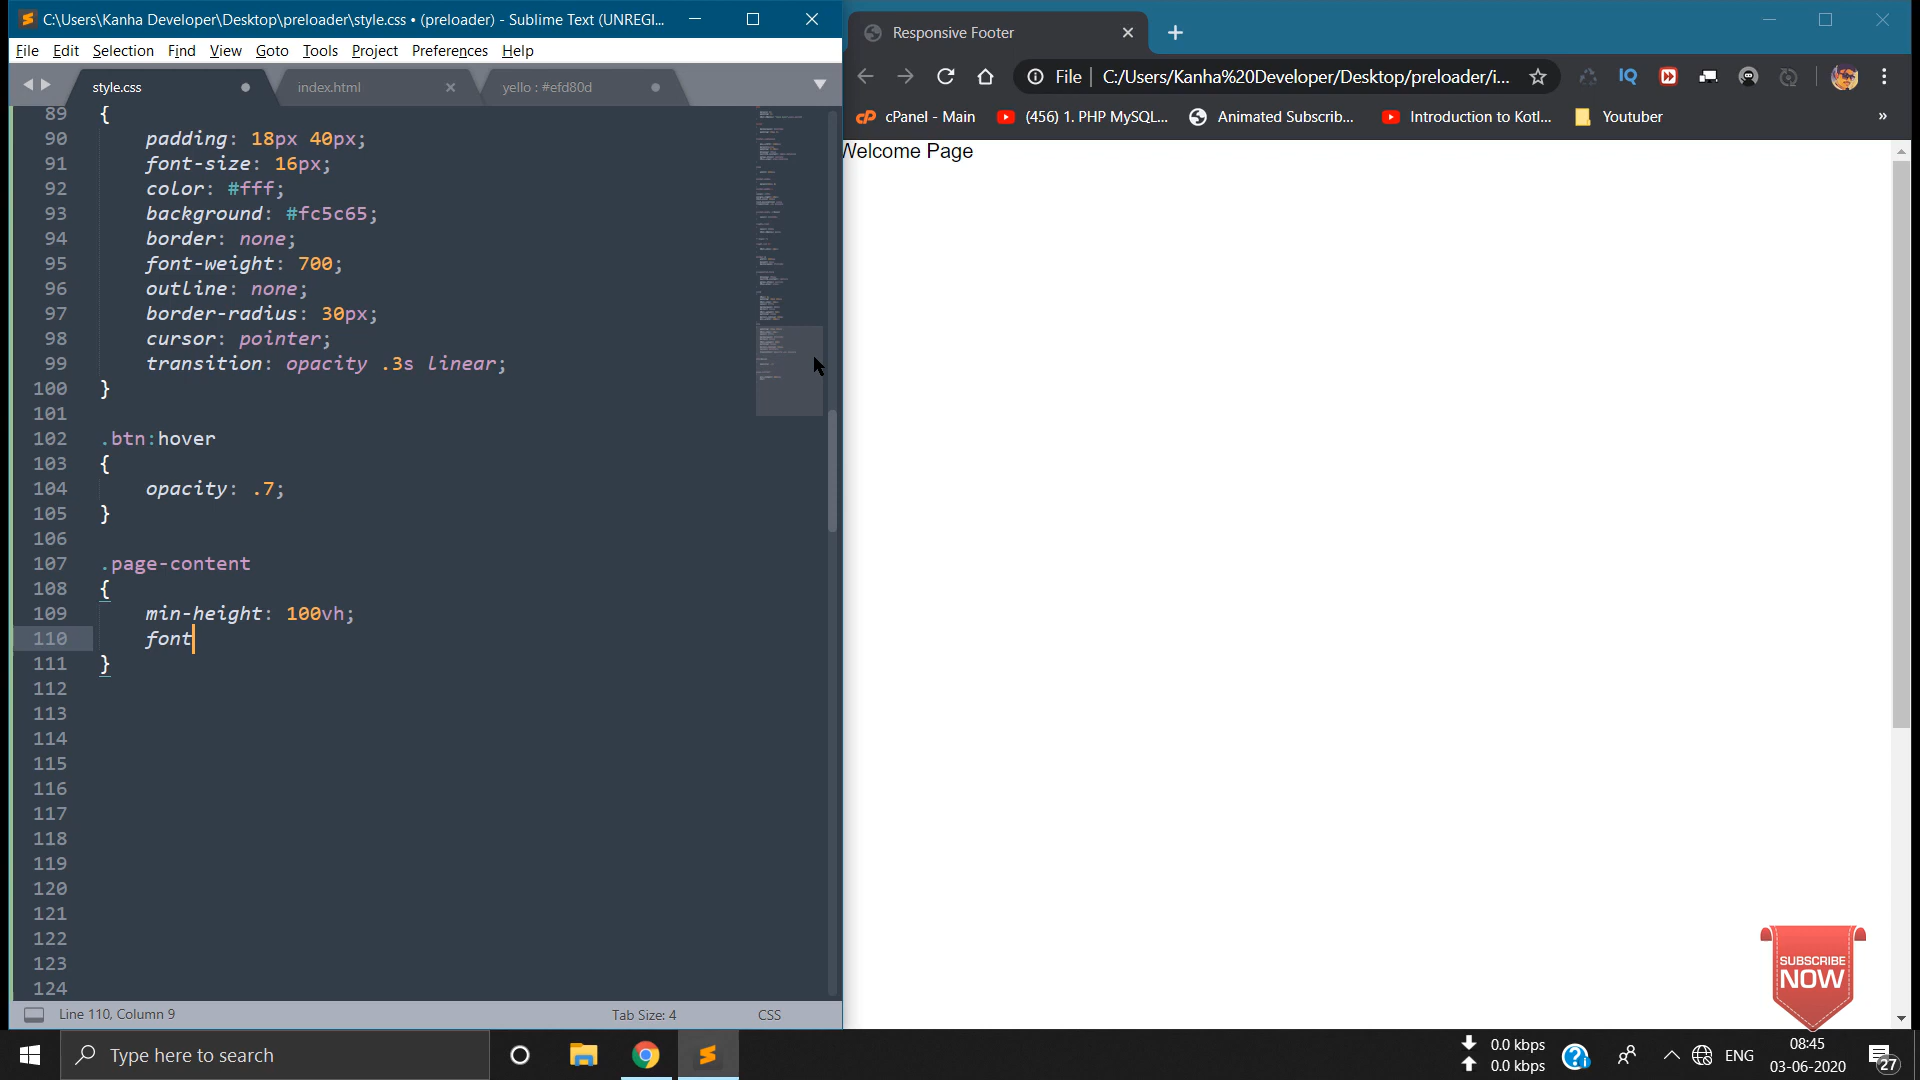 C:\Users\Kanha Developer\Desktop\preloader\style.css • (preloader) - Sublime Text (UNREGI...
File Edit Selection Find View Goto Tools Project Preferences Help
style.css index.html yello : #efd80d
89 {
90 padding: 18px 40px;
91 font-size: 16px;
92 color: #fff;
93 background: #fc5c65;
94 border: none;
95 font-weight: 700;
96 outline: none;
97 border-radius: 30px;
98 cursor: pointer;
99 transition: opacity .3s linear;
100 }
101
102 .btn:hover
103 {
104 opacity: .7;
105 }
106
107 .page-content
108 {
109 min-height: 100vh;
110 font
111 }
112
113
114
115
116
117
118
119
120
121
122
123
124
Line 110, Column 9 Tab Size: 4 CSS
Responsive Footer
File C:/Users/Kanha%20Developer/Desktop/preloader/i...
cPanel - Main (456) 1. PHP MySQL... Animated Subscrib... Introduction to Kotl... Youtuber »
Welcome Page
SUBSCRIBE
NOW
Type here to search
0.0 kbps
0.0 kbps
ENG
08:45
03-06-2020
27